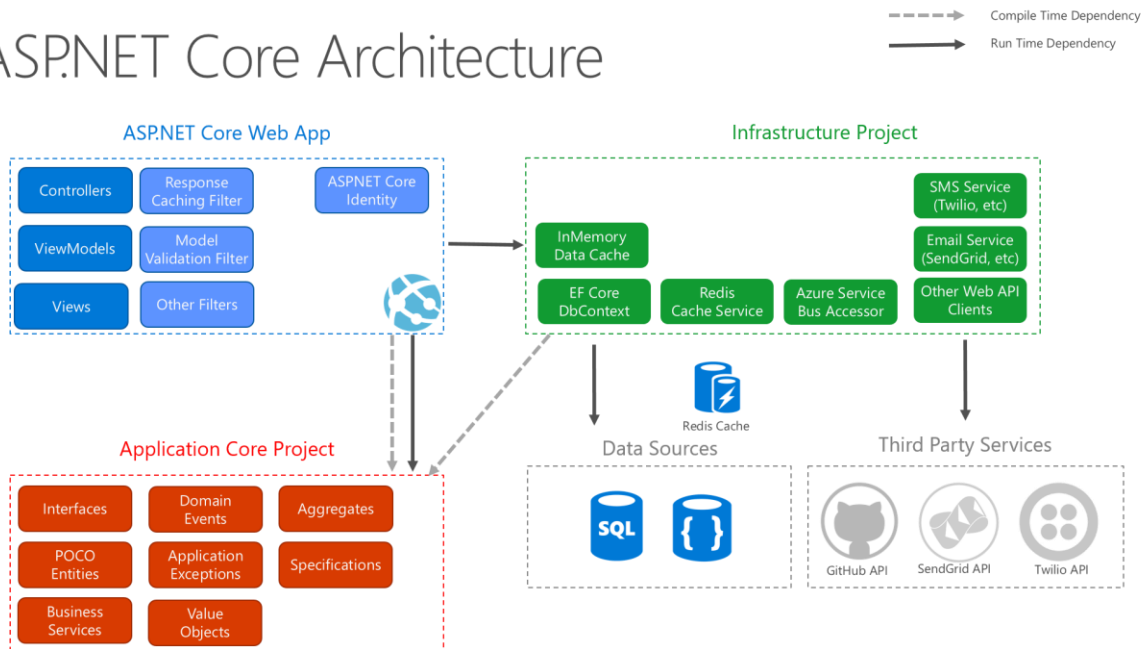 Compile Time Dependency
Run Time Dependency
ASP.NET Core Architecture
ASP.NET Core Web App
Controllers
Response
Caching Filter
ASP.NET Core
Identity
ViewModels
Model
Validation Filter
Views
Other Filters
Infrastructure Project
SMS Service
(Twilio, etc)
InMemory
Data Cache
Email Service
(SendGrid, etc)
EF Core
DbContext
Redis
Cache Service
Azure Service
Bus Accessor
Other Web API
Clients
Redis Cache
Application Core Project
Interfaces
Domain
Events
Aggregates
POCO
Entities
Application
Exceptions
Specifications
Business
Services
Value
Objects
Data Sources
SQL
{ }
Third Party Services
GitHub API
SendGrid API
Twilio API